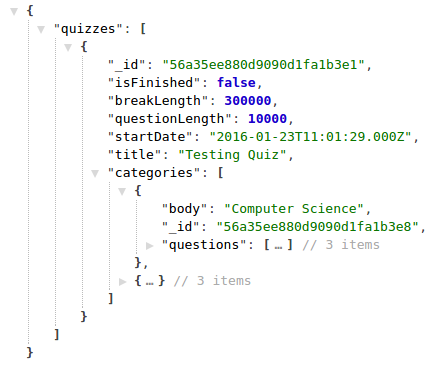 {
"quizzes": [
{
"_id": "56a35ee880d9090d1fa1b3e1",
"isFinished": false,
"breakLength": 300000,
"questionLength": 10000,
"startDate": "2016-01-23T11:01:29.000Z",
"title": "Testing Quiz",
"categories": [
{
"body": "Computer Science",
"_id": "56a35ee880d9090d1fa1b3e8",
"questions": [ … ] // 3 items
},
{ … } // 3 items
]
}
]
}